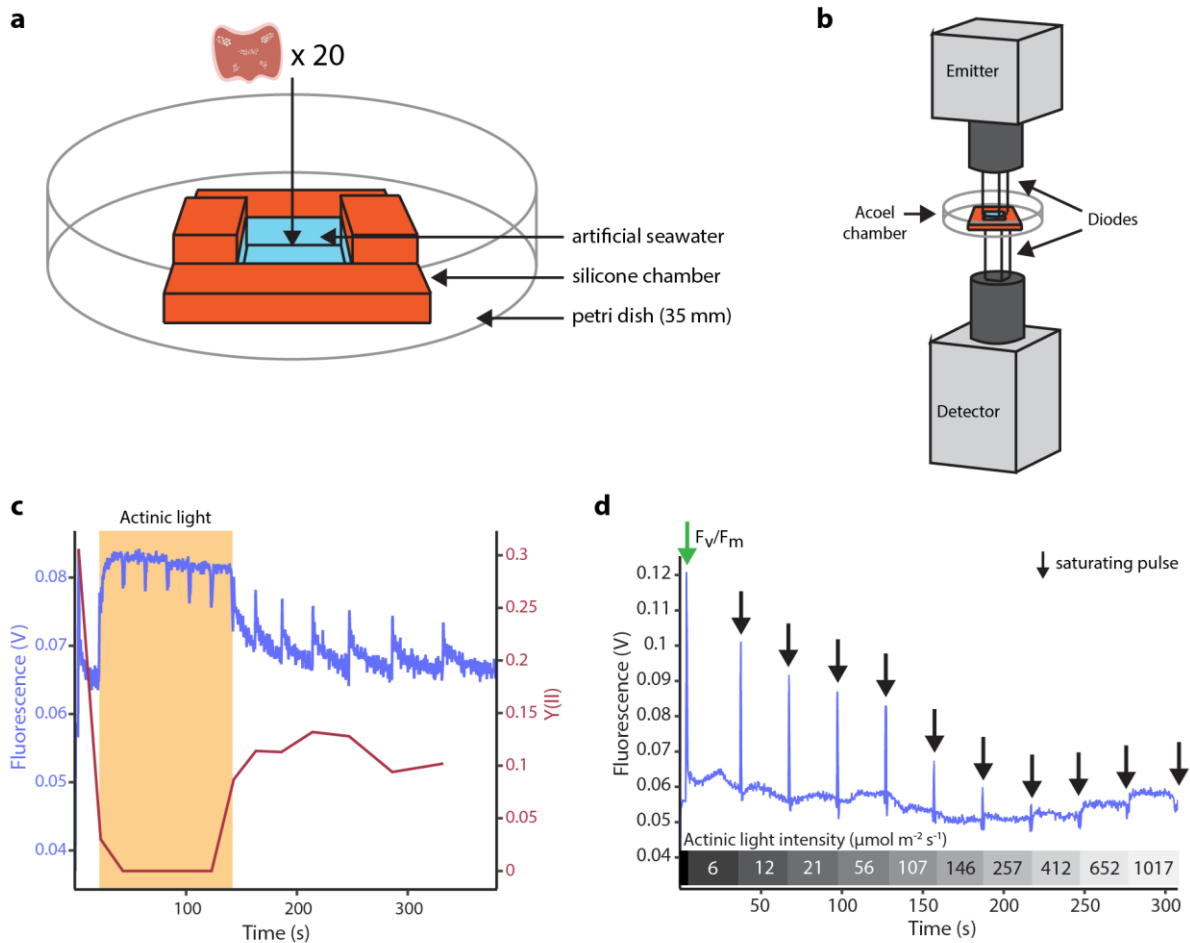 a
x 20
artificial seawater
silicone chamber
petri dish (35 mm)
b
Emitter
Acoel
chamber
Diodes
Detector
c
Actinic light
0.08
0.07
0.06
0.05
0.04
Fluorescence (V)
0.3
0.25
0.2
0.15
0.1
0.05
0
Y(II)
100
200
300
Time (s)
d
Fv/Fm
saturating pulse
0.12
0.11
0.1
0.09
0.08
0.07
0.06
0.05
0.04
Fluorescence (V)
Actinic light intensity (μmol m⁻² s⁻¹)
6 12 21 56 107 146 257 412 652 1017
50
100
150
200
250
300
Time (s)